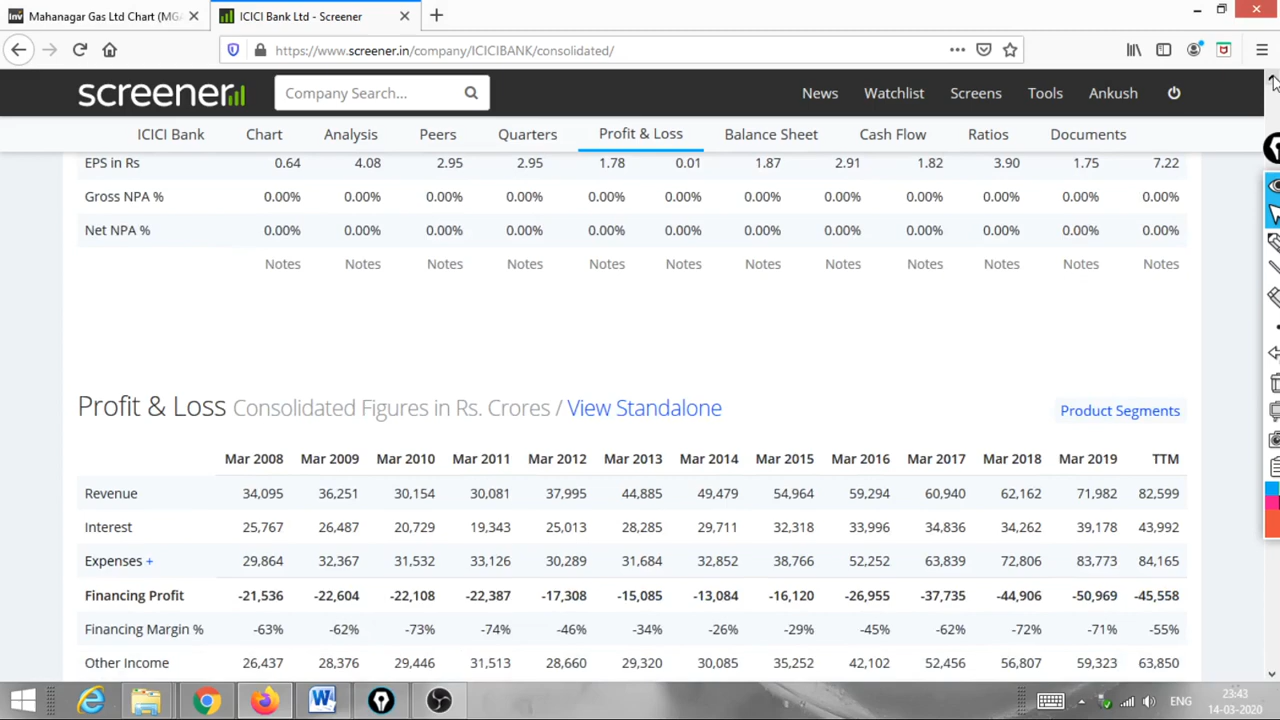 Mahanagar Gas Ltd Chart (MGA
ICICI Bank Ltd - Screener
https://www.screener.in/company/ICICIBANK/consolidated/
screener
Company Search...
News Watchlist Screens Tools Ankush
ICICI Bank Chart Analysis Peers Quarters Profit & Loss Balance Sheet Cash Flow Ratios Documents
EPS in Rs 0.64 4.08 2.95 2.95 1.78 0.01 1.87 2.91 1.82 3.90 1.75 7.22
Gross NPA % 0.00% 0.00% 0.00% 0.00% 0.00% 0.00% 0.00% 0.00% 0.00% 0.00% 0.00% 0.00%
Net NPA % 0.00% 0.00% 0.00% 0.00% 0.00% 0.00% 0.00% 0.00% 0.00% 0.00% 0.00% 0.00%
Notes Notes Notes Notes Notes Notes Notes Notes Notes Notes Notes Notes
Profit & Loss Consolidated Figures in Rs. Crores / View Standalone Product Segments
Mar 2008 Mar 2009 Mar 2010 Mar 2011 Mar 2012 Mar 2013 Mar 2014 Mar 2015 Mar 2016 Mar 2017 Mar 2018 Mar 2019 TTM
Revenue 34,095 36,251 30,154 30,081 37,995 44,885 49,479 54,964 59,294 60,940 62,162 71,982 82,599
Interest 25,767 26,487 20,729 19,343 25,013 28,285 29,711 32,318 33,996 34,836 34,262 39,178 43,992
Expenses + 29,864 32,367 31,532 33,126 30,289 31,684 32,852 38,766 52,252 63,839 72,806 83,773 84,165
Financing Profit -21,536 -22,604 -22,108 -22,387 -17,308 -15,085 -13,084 -16,120 -26,955 -37,735 -44,906 -50,969 -45,558
Financing Margin % -63% -62% -73% -74% -46% -34% -26% -29% -45% -62% -72% -71% -55%
Other Income 26,437 28,376 29,446 31,513 28,660 29,320 30,085 35,252 42,102 52,456 56,807 59,323 63,850
ENG
23:43
14-03-2020